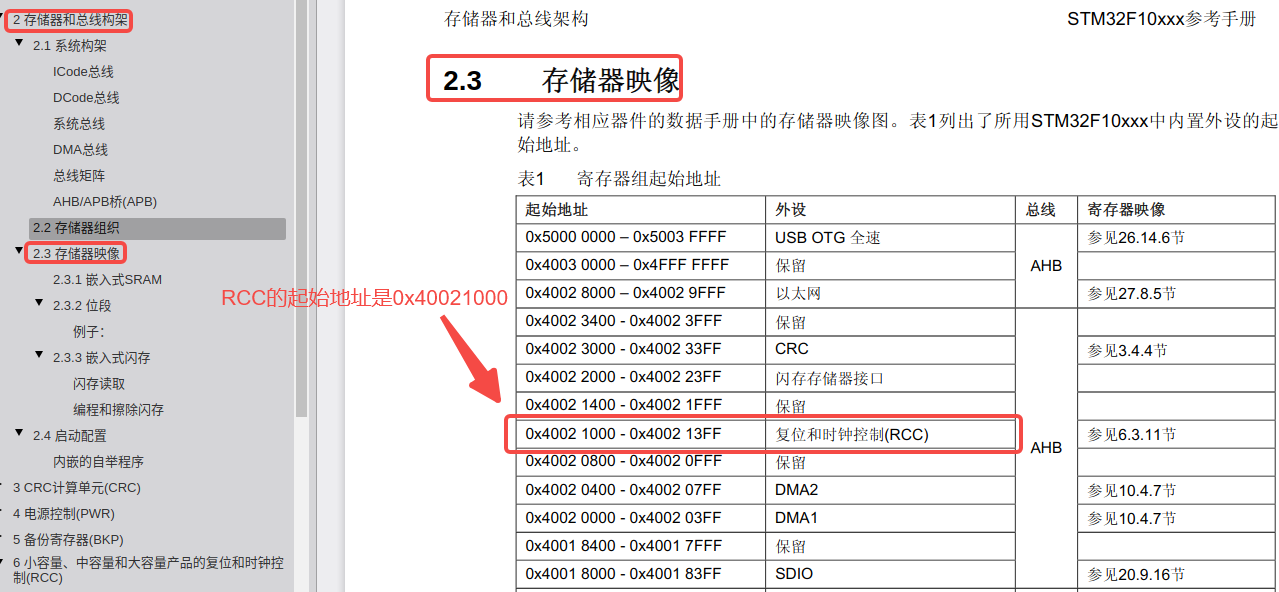 2 存储器和总线构架
2.1 系统构架
ICode总线
DCode总线
系统总线
DMA总线
总线矩阵
AHB/APB桥(APB)
2.2 存储器组织
2.3 存储器映像
2.3.1 嵌入式SRAM
2.3.2 位段
例子：
2.3.3 嵌入式闪存
闪存读取
编程和擦除闪存
2.4 启动配置
内嵌的自举程序
3 CRC计算单元(CRC)
4 电源控制(PWR)
5 备份寄存器(BKP)
6 小容量、中容量和大容量产品的复位和时钟控
制(RCC)
存储器和总线架构 STM32F10xxx参考手册
2.3 存储器映像
请参考相应器件的数据手册中的存储器映像图。表1列出了所用STM32F10xxx中内置外设的起
始地址。
表1 寄存器组起始地址
起始地址 外设 总线 寄存器映像
0x5000 0000 – 0x5003 FFFF USB OTG 全速 参见26.14.6节
0x4003 0000 – 0x4FFF FFFF 保留 AHB
0x4002 8000 – 0x4002 9FFF 以太网 参见27.8.5节
RCC的起始地址是0x40021000
0x4002 3400 - 0x4002 3FFF 保留
0x4002 3000 - 0x4002 33FF CRC 参见3.4.4节
0x4002 2000 - 0x4002 23FF 闪存存储器接口
0x4002 1400 - 0x4002 1FFF 保留
0x4002 1000 - 0x4002 13FF 复位和时钟控制(RCC) AHB 参见6.3.11节
0x4002 0800 - 0x4002 0FFF 保留
0x4002 0400 - 0x4002 07FF DMA2 参见10.4.7节
0x4002 0000 - 0x4002 03FF DMA1 参见10.4.7节
0x4001 8400 - 0x4001 7FFF 保留
0x4001 8000 - 0x4001 83FF SDIO 参见20.9.16节